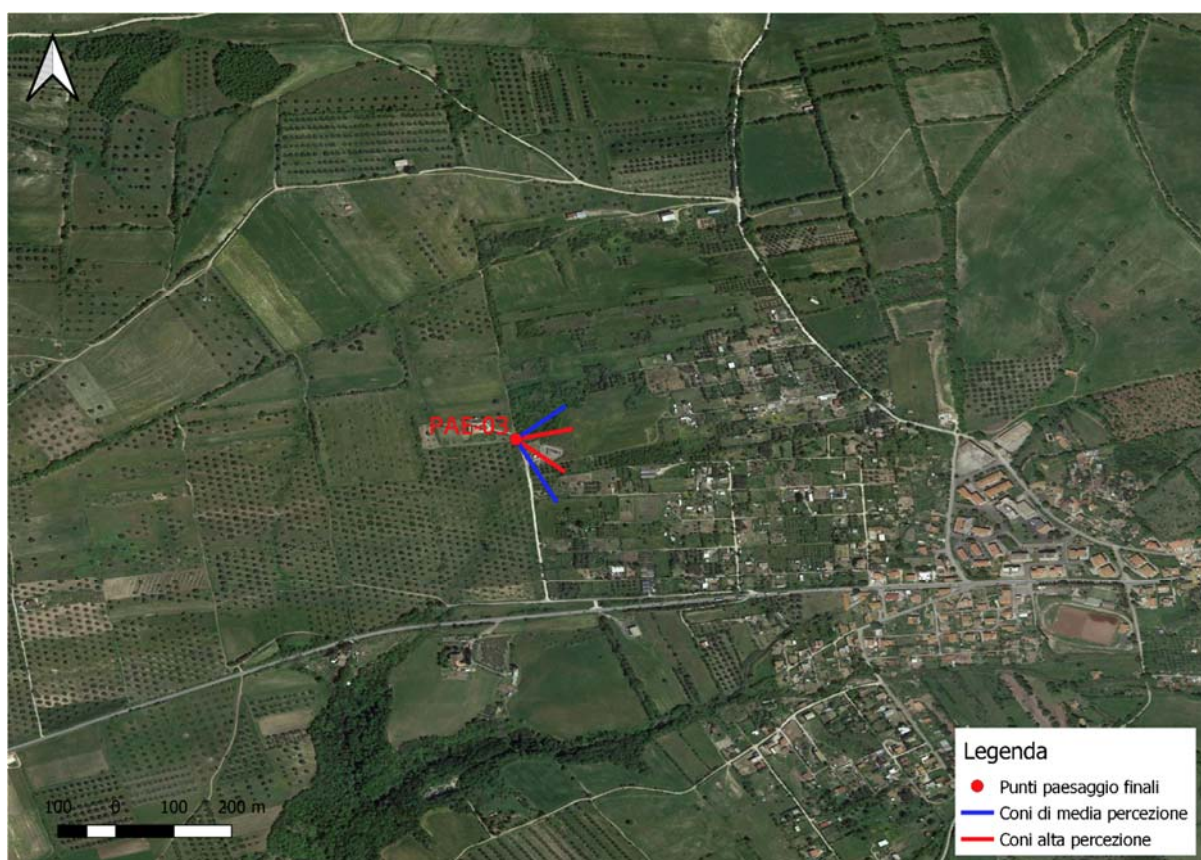 PAE-03
Legenda
Punti paesaggio finali
Coni di media percezione
Coni alta percezione
100 0 100 200 m